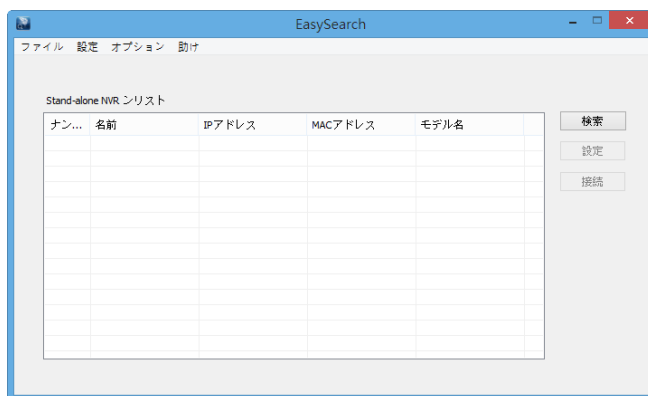 EasySearch
ファイル 設定 オプション 助け
Stand-alone NVR ンリスト
ナン... 名前 IPアドレス MACアドレス モデル名
検索
設定
接続